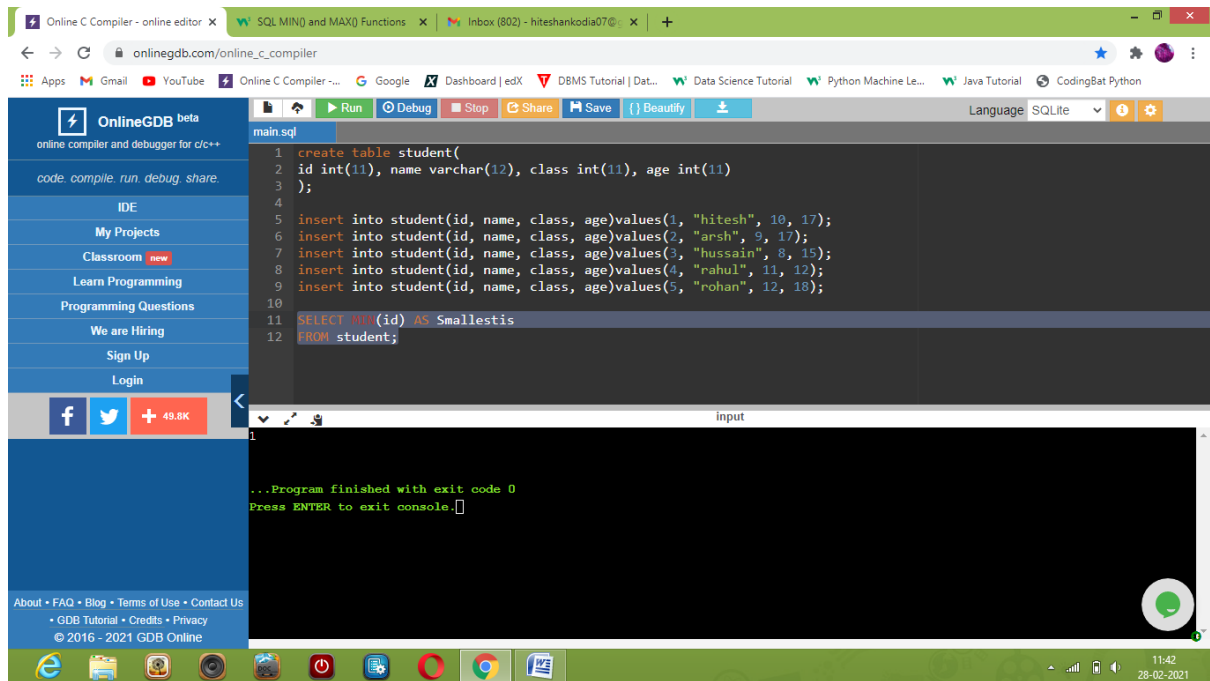 Online C Compiler - online editor
SQL MIN() and MAX() Functions
Inbox (802) - hiteshankodia07@g
onlinegdb.com/online_c_compiler
Apps Gmail YouTube Online C Compiler -... Google Dashboard | edX DBMS Tutorial | Dat... Data Science Tutorial Python Machine Le... Java Tutorial CodingBat Python
OnlineGDB beta
online compiler and debugger for c/c++
code. compile. run. debug. share.
IDE
My Projects
Classroom new
Learn Programming
Programming Questions
We are Hiring
Sign Up
Login
49.8K
About • FAQ • Blog • Terms of Use • Contact Us
• GDB Tutorial • Credits • Privacy
© 2016 - 2021 GDB Online
Run Debug Stop Share Save { } Beautify
Language SQLite
main.sql
1 create table student(
2 id int(11), name varchar(12), class int(11), age int(11)
3 );
4
5 insert into student(id, name, class, age)values(1, "hitesh", 10, 17);
6 insert into student(id, name, class, age)values(2, "arsh", 9, 17);
7 insert into student(id, name, class, age)values(3, "hussain", 8, 15);
8 insert into student(id, name, class, age)values(4, "rahul", 11, 12);
9 insert into student(id, name, class, age)values(5, "rohan", 12, 18);
10
11 SELECT MIN(id) AS Smallestis
12 FROM student;
input
1
...Program finished with exit code 0
Press ENTER to exit console.
11:42
28-02-2021